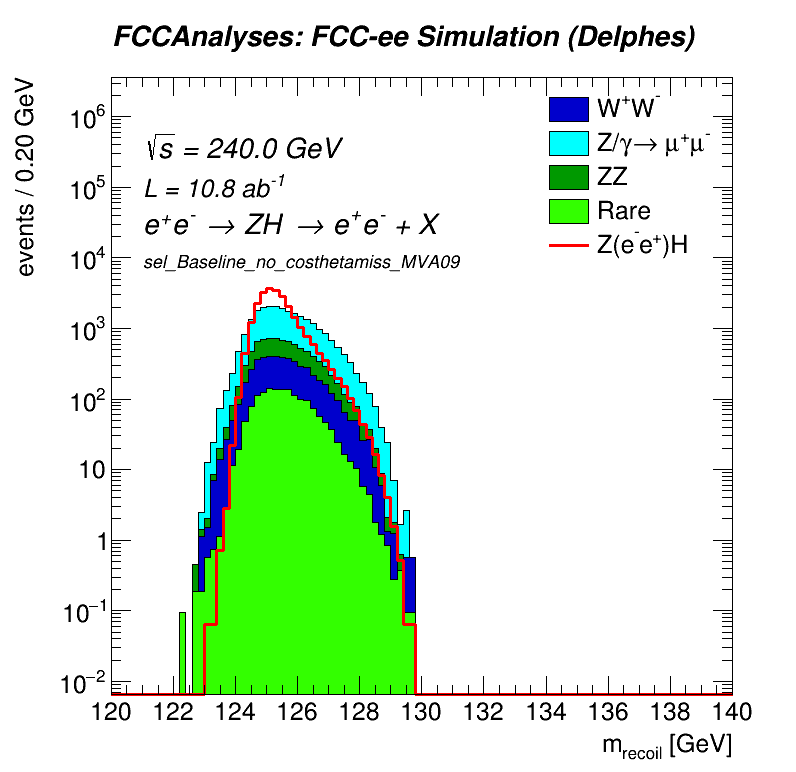 FCCAnalyses: FCC-ee Simulation (Delphes)
events / 0.20 GeV
10⁶
10⁵
10⁴
10³
10²
10
1
10⁻¹
10⁻²
√s = 240.0 GeV
L = 10.8 ab⁻¹
e⁺e⁻ → ZH → e⁺e⁻ + X
sel_Baseline_no_costhetamiss_MVA09
W⁺W⁻
Z/γ→ μ⁺μ⁻
ZZ
Rare
Z(e⁻e⁺)H
120 122 124 126 128 130 132 134 136 138 140
m_recoil [GeV]